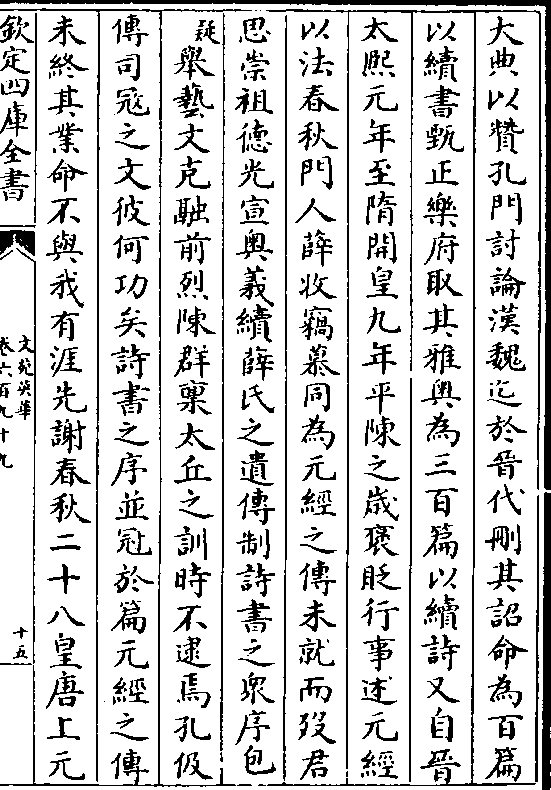 大典以贊孔門討論漢魏迄於晉代刪其詔命為百篇
以續書甄正樂府取其雅奥為三百篇以續詩又自晉
太熙元年至隋開皇九年平陳之歳褒貶行事述元經
以法春秋門人薛收竊慕同為元經之傳未就而殁君
思崇祖徳光宣奥義續薛氏之遺傳制詩書之衆序包
疑
舉藝文克融前烈陳群禀太丘之訓時不逮焉孔伋
傳司冦之文彼何功矣詩書之序並冠於篇元經之傳
未終其業命不與我有涯先謝春秋二十八皇唐上元
欽定四庫全書
文苑英華
卷六百九十九
十五